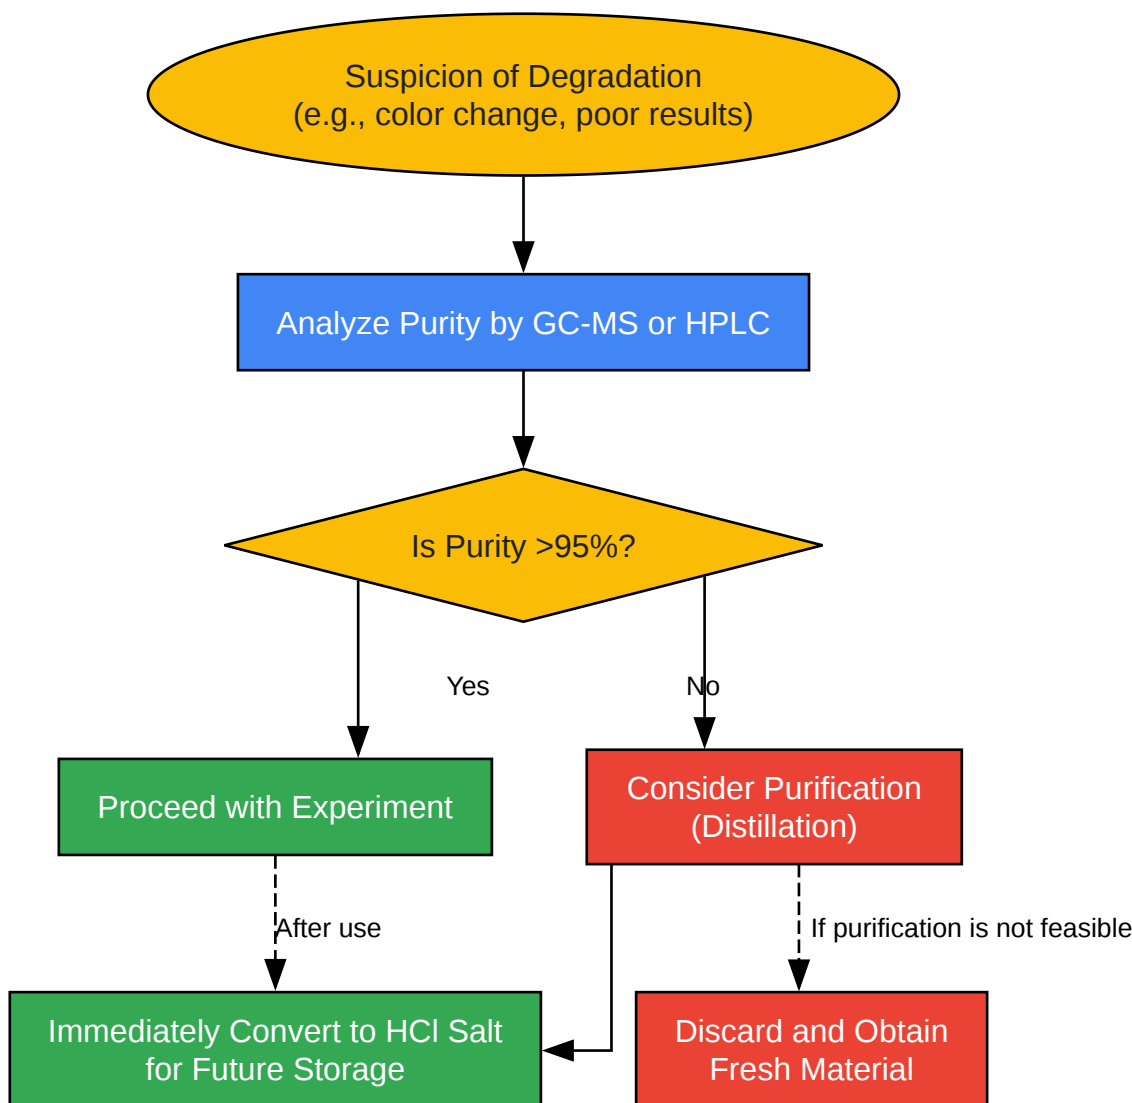 Suspicion of Degradation
(e.g., color change, poor results)
Analyze Purity by GC-MS or HPLC
Is Purity >95%?
Yes
No
Proceed with Experiment
Consider Purification
(Distillation)
After use
If purification is not feasible
Immediately Convert to HCl Salt
for Future Storage
Discard and Obtain
Fresh Material